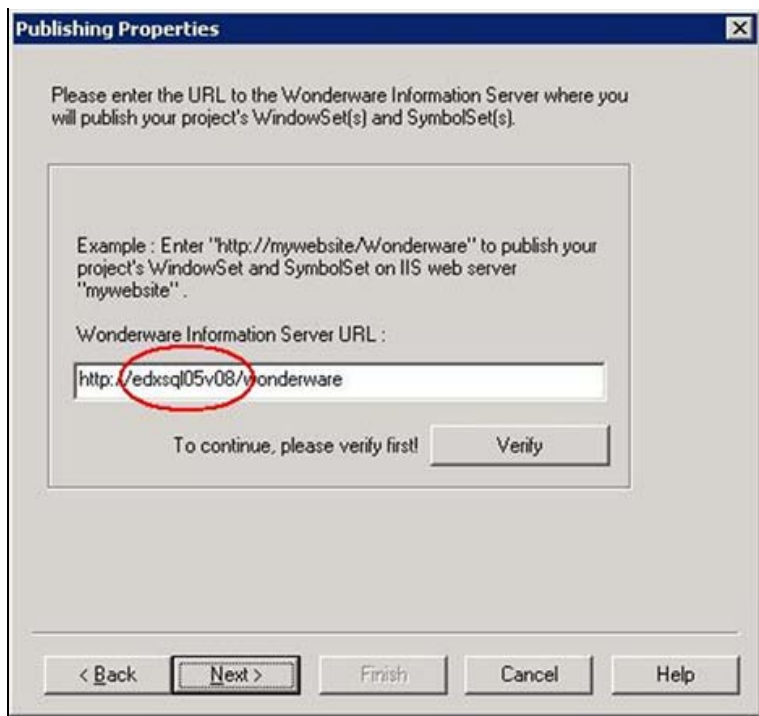 Publishing Properties
Please enter the URL to the Wonderware Information Server where you
will publish your project's WindowSet(s) and SymbolSet(s).
Example : Enter "http://mywebsite/Wonderware" to publish your
project's WindowSet and SymbolSet on IIS web server
"mywebsite" .
Wonderware Information Server URL :
http://edxsql05v08/wonderware
To continue, please verify first!
Verify
< Back
Next >
Finish
Cancel
Help